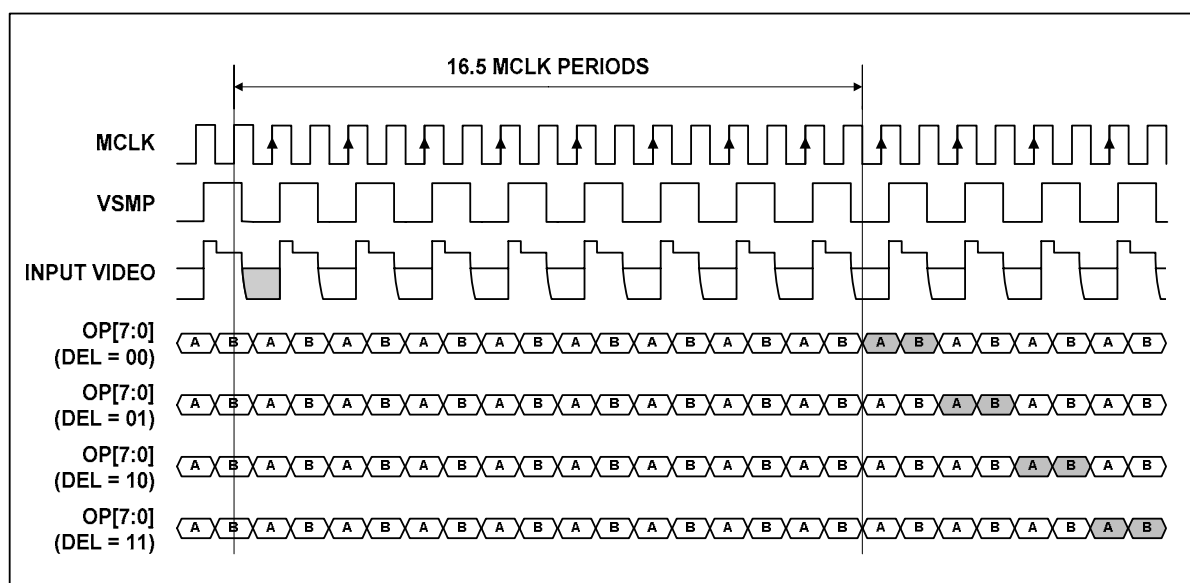 16.5 MCLK PERIODS
MCLK
VSMP
INPUT VIDEO
OP[7:0]
(DEL = 00)
A B A B A B A B A B A B A B A B A B A B A B A B A B
OP[7:0]
(DEL = 01)
A B A B A B A B A B A B A B A B A B A B A B A B A B
OP[7:0]
(DEL = 10)
A B A B A B A B A B A B A B A B A B A B A B A B A B
OP[7:0]
(DEL = 11)
A B A B A B A B A B A B A B A B A B A B A B A B A B